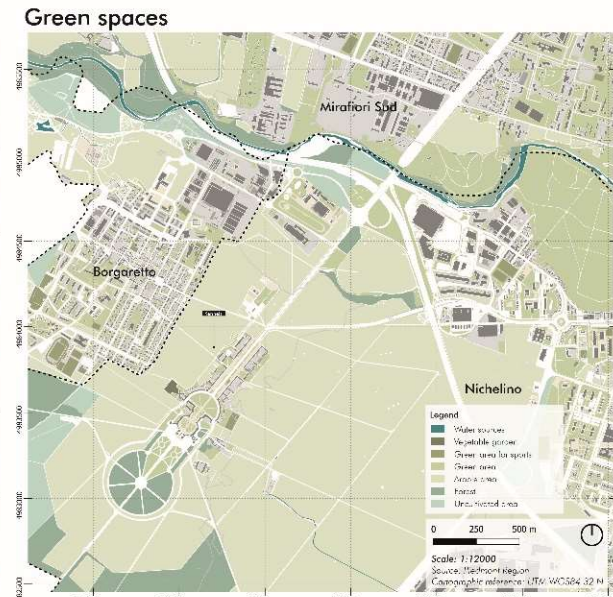 Green spaces
Mirafiori Sud
Borgaretto
Nichelino
Legend
Water sources
Vegetable garden
Green area for sports
Green area
Arable area
Forest
Uncultivated area
0 250 500 m
Scale: 1:12000
Source: Piedmont Region
Cartographic reference: UTM WGS84 32 N